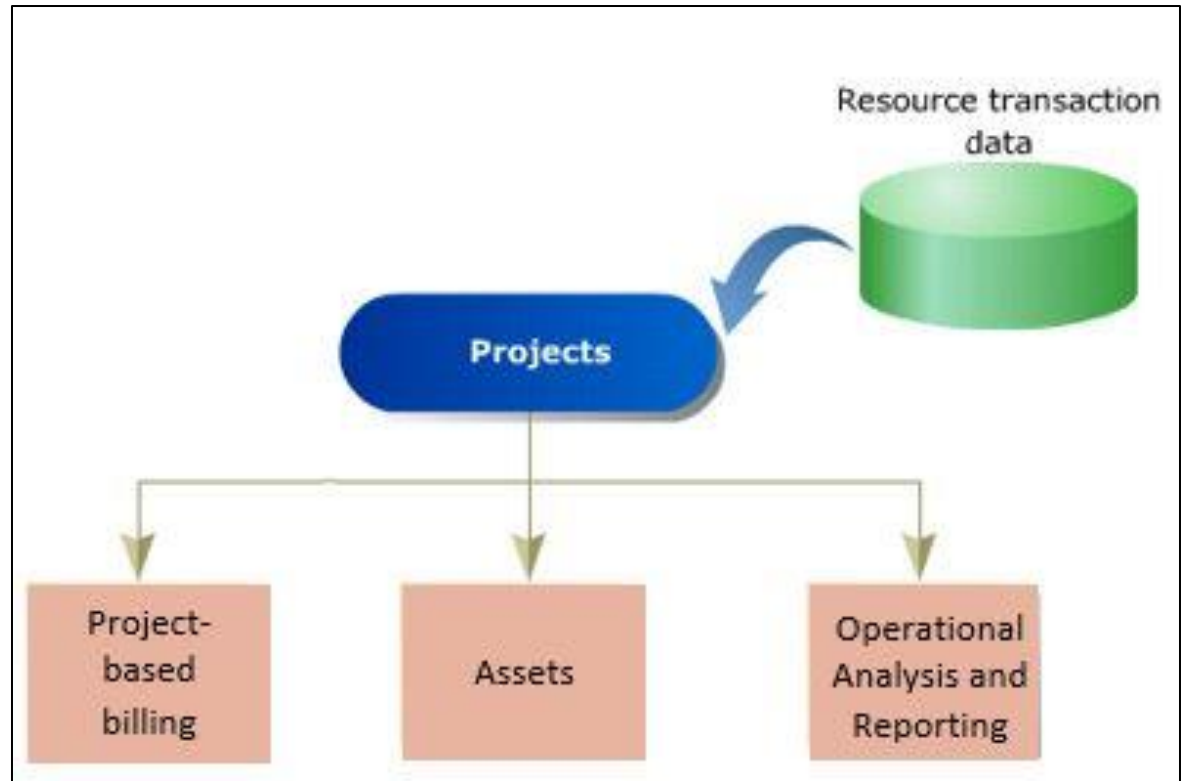 Resource transaction
data
Projects
Project-
based
billing
Assets
Operational
Analysis and
Reporting